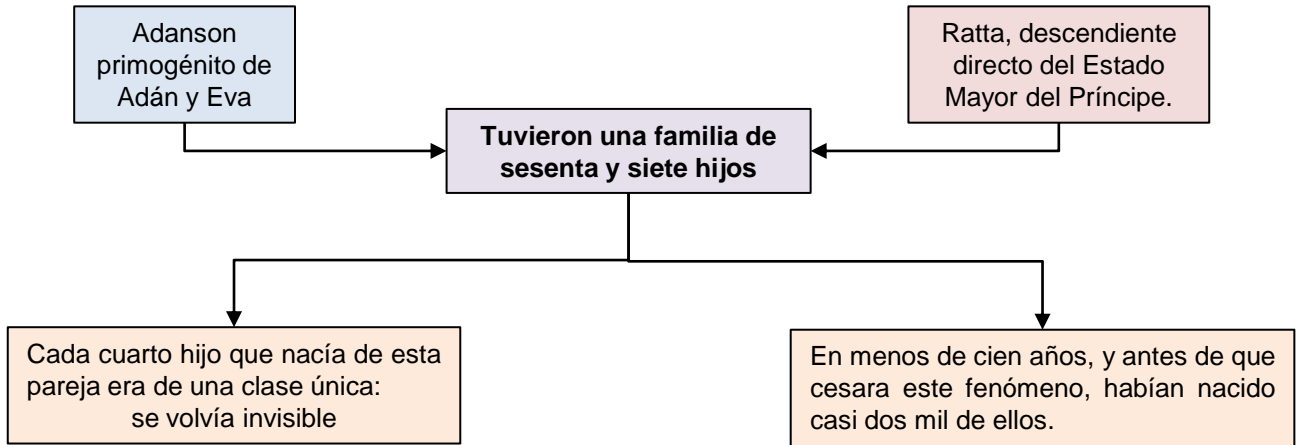 Adanson
primogénito de
Adán y Eva
Ratta, descendiente
directo del Estado
Mayor del Príncipe.
Tuvieron una familia de
sesenta y siete hijos
Cada cuarto hijo que nacía de esta
pareja era de una clase única:
se volvía invisible
En menos de cien años, y antes de que
cesara este fenómeno, habían nacido
casi dos mil de ellos.